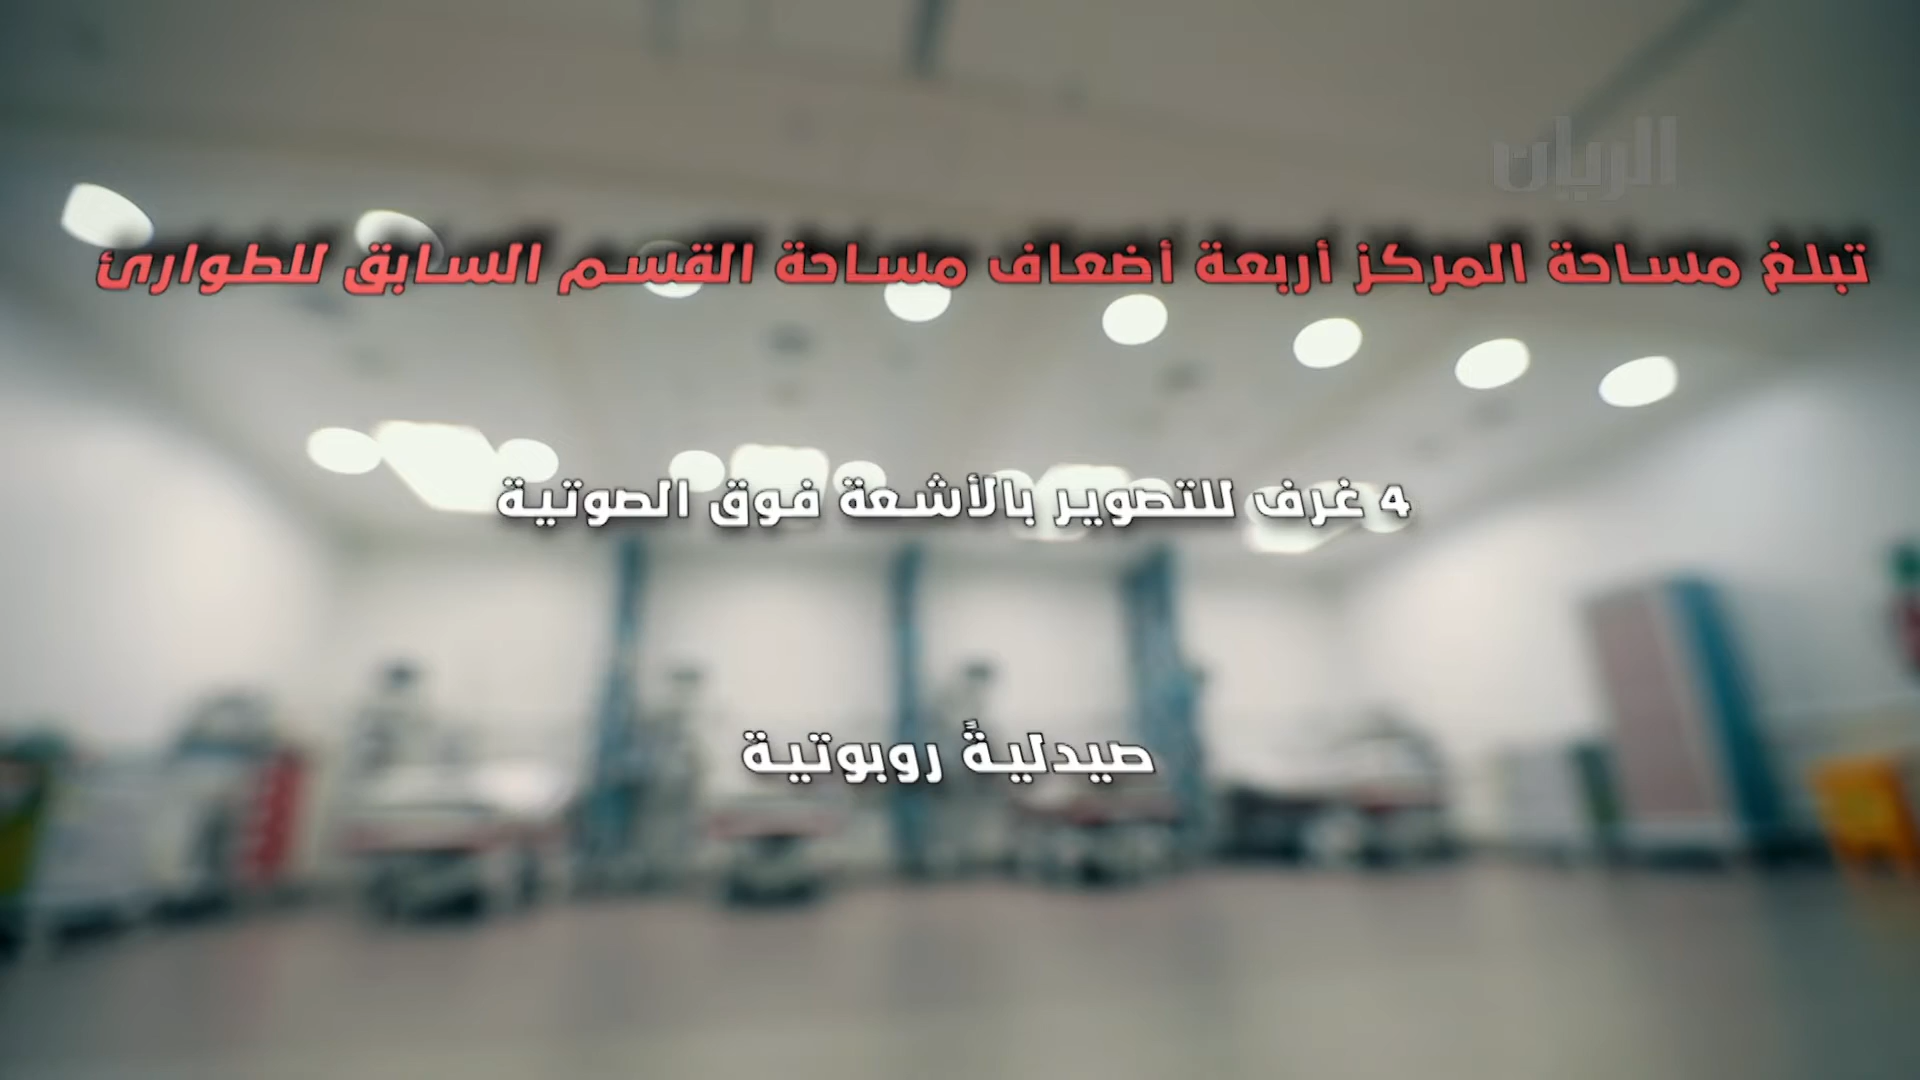 الريان
تبلغ مساحة المركز أربعة أضعاف مساحة القسم السابق للطوارئ
4 غرف للتصوير بالأشعة فوق الصوتية
صيدليةً روبوتية